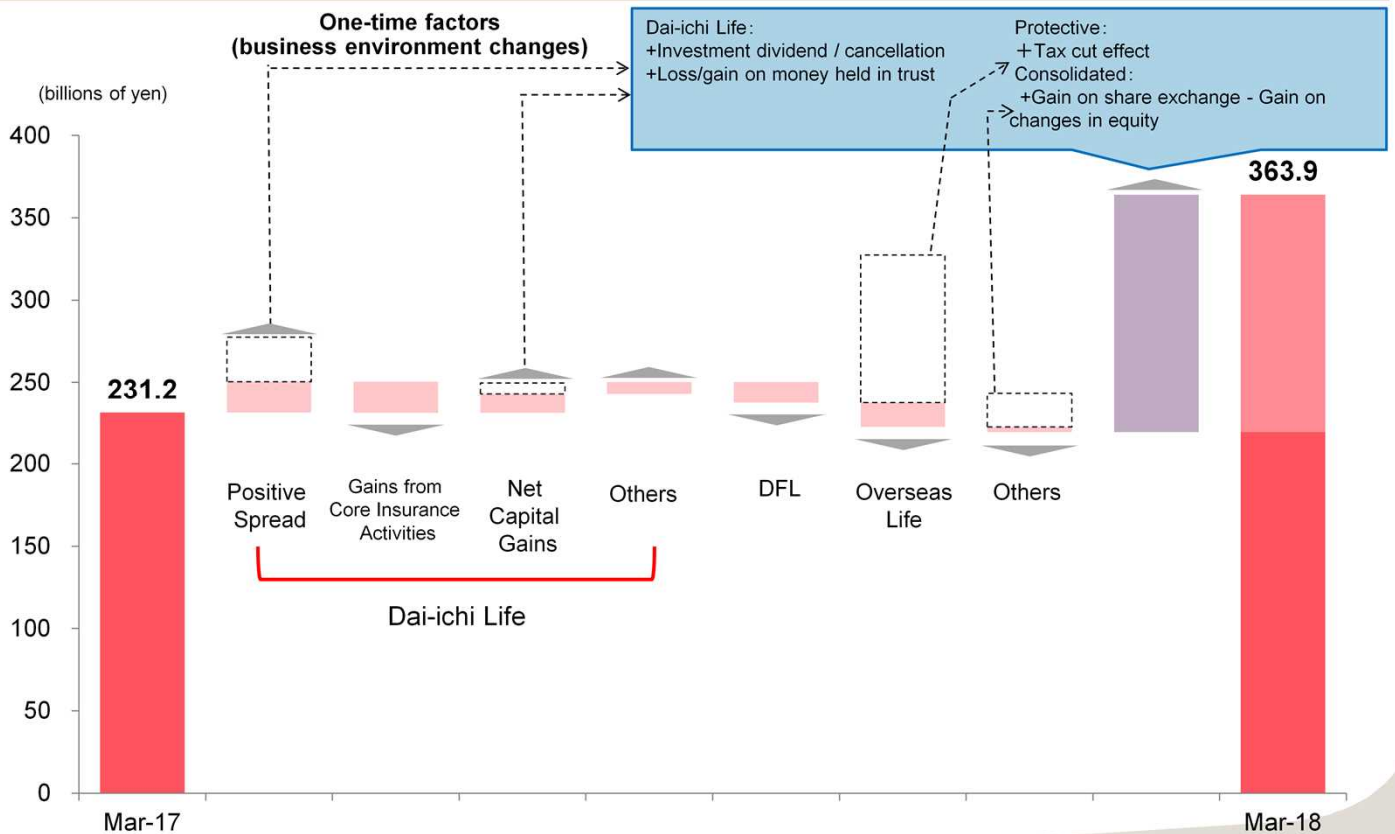 One-time factors
(business environment changes)
Dai-ichi Life:
+Investment dividend / cancellation
+Loss/gain on money held in trust
Protective:
＋Tax cut effect
Consolidated:
+Gain on share exchange - Gain on
changes in equity
(billions of yen)
400
350
300
250
200
150
100
50
0
231.2
363.9
Positive
Spread
Gains from
Core Insurance
Activities
Net
Capital
Gains
Others
DFL
Overseas
Life
Others
Dai-ichi Life
Mar-17
Mar-18